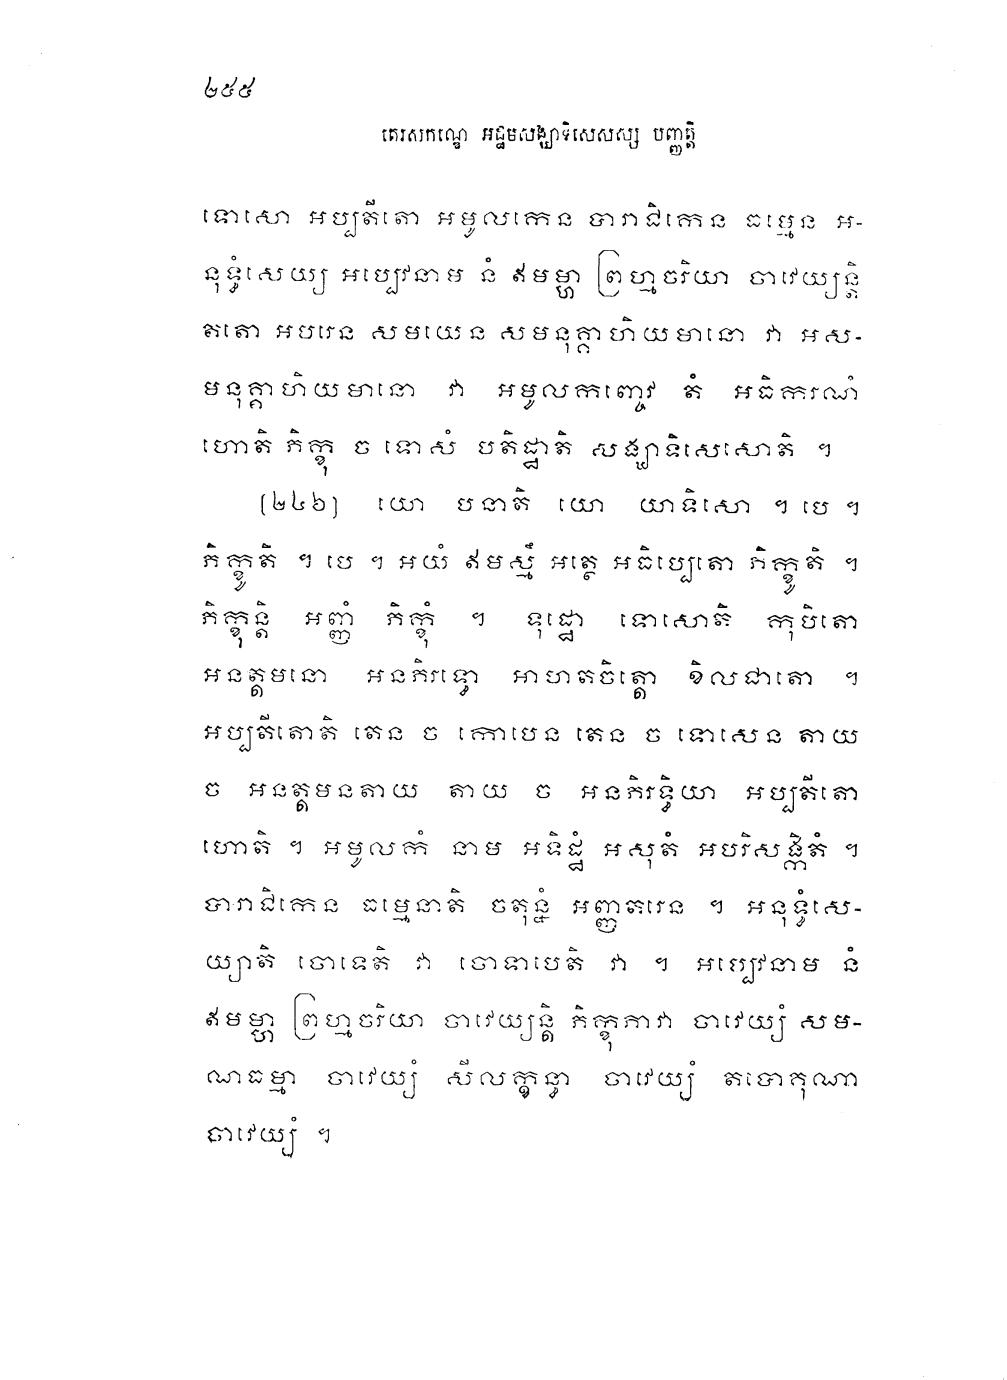 ២៥៥
តេរសកណ្ឌេ អដ្ឋមសង្ឃាទិសេសស្ស បញ្ញត្តិ
ទោសោ អប្បតីតោ អមូលកេន បារាជិកេន ធម្មេន អ-
នុទ្ធំសេយ្យ អប្បេវនាម នំ ឥមម្ហា ព្រហ្មចរិយា ចាវេយ្យន្តិ
តតោ អបរេន សមយេន សមនុគ្គាហិយមានោ វា អស-
មនុគ្គាហិយមានោ វា អមូលកញ្ចេវ តំ អធិករណំ
ហោតិ ភិក្ខុ ច ទោសំ បតិដ្ឋាតិ សង្ឃាទិសេសោតិ ។
(២៤៦) យោ បនាតិ យោ យាទិសោ ។ បេ ។
ភិក្ខូតិ ។ បេ ។ អយំ ឥមស្មឹ អត្ថេ អធិប្បេតោ ភិក្ខូតិ ។
ភិក្ខុន្តិ អញ្ញំ ភិក្ខុំ ។ ទុដ្ឋោ ទោសោតិ កុបិតោ
អនត្តមនោ អនភិរទ្ធោ អាហតចិត្តោ ខិលជាតោ ។
អប្បតីតោតិ តេន ច កោបេន តេន ច ទោសេន តាយ
ច អនត្តមនតាយ តាយ ច អនភិរទ្ធិយា អប្បតីតោ
ហោតិ ។ អមូលកំ នាម អទិដ្ឋំ អសុតំ អបរិសង្កិតំ ។
បារាជិកេន ធម្មេនាតិ ចតុន្នំ អញ្ញតរេន ។ អនុទ្ធំសេ-
យ្យាតិ ចោទេតិ វា ចោទាបេតិ វា ។ អប្បេវនាម នំ
ឥមម្ហា ព្រហ្មចរិយា ចាវេយ្យន្តិ ភិក្ខុភាវា ចាវេយ្យំ សម-
ណធម្មា ចាវេយ្យំ សីលក្ខន្ធា ចាវេយ្យំ តបោគុណា
ចាវេយ្យំ ។